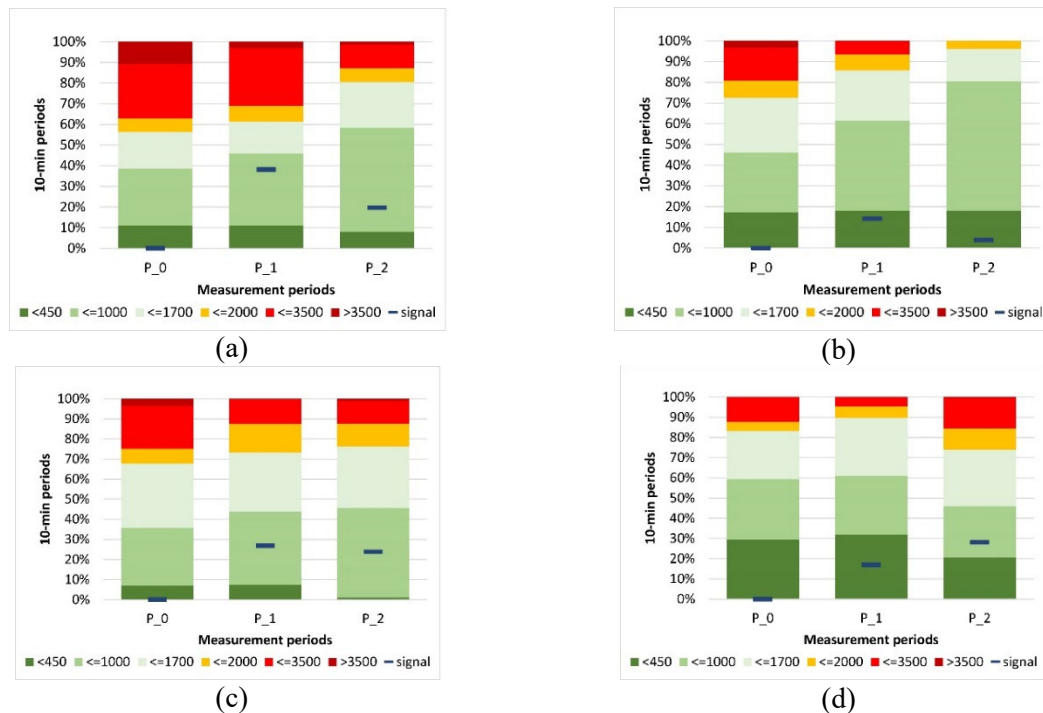 100%
90%
80%
70%
60%
50%
40%
30%
20%
10%
0%
10-min periods
P_0 P_1 P_2
Measurement periods
<450 <=1000 <=1700 <=2000 <=3500 >3500 signal
(a)
100%
90%
80%
70%
60%
50%
40%
30%
20%
10%
0%
10-min periods
P_0 P_1 P_2
Measurement periods
<450 <=1000 <=1700 <=2000 <=3500 >3500 signal
(b)
100%
90%
80%
70%
60%
50%
40%
30%
20%
10%
0%
10-min periods
P_0 P_1 P_2
Measurement periods
<450 <=1000 <=1700 <=2000 <=3500 >3500 signal
(c)
100%
90%
80%
70%
60%
50%
40%
30%
20%
10%
0%
10-min periods
P_0 P_1 P_2
Measurement periods
<450 <=1000 <=1700 <=2000 <=3500 >3500 signal
(d)